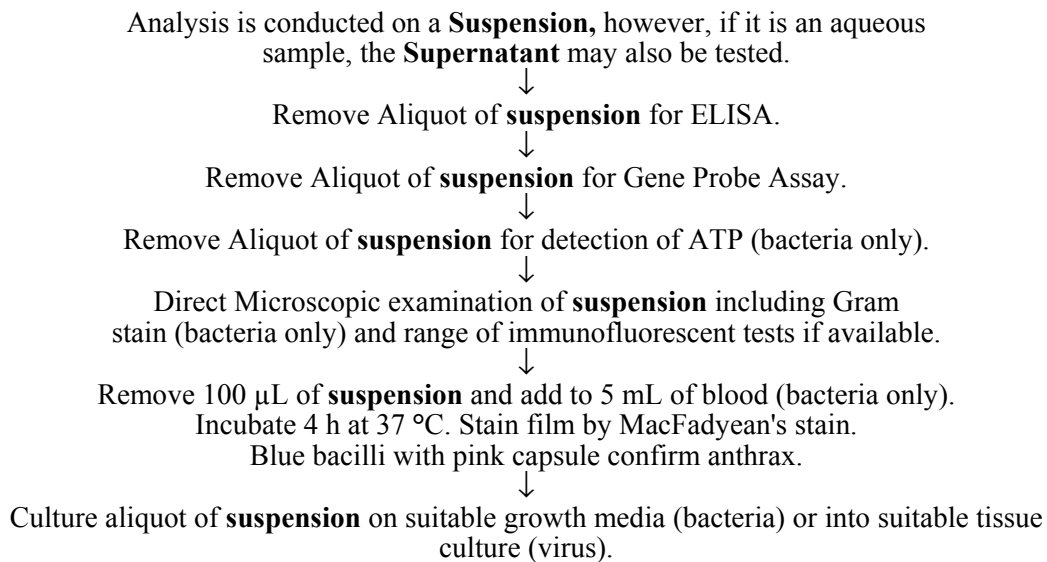 Analysis is conducted on a Suspension, however, if it is an aqueous
sample, the Supernatant may also be tested.
↓
Remove Aliquot of suspension for ELISA.
↓
Remove Aliquot of suspension for Gene Probe Assay.
↓
Remove Aliquot of suspension for detection of ATP (bacteria only).
↓
Direct Microscopic examination of suspension including Gram
stain (bacteria only) and range of immunofluorescent tests if available.
↓
Remove 100 µL of suspension and add to 5 mL of blood (bacteria only).
Incubate 4 h at 37 °C. Stain film by MacFadyean's stain.
Blue bacilli with pink capsule confirm anthrax.
↓
Culture aliquot of suspension on suitable growth media (bacteria) or into suitable tissue
culture (virus).